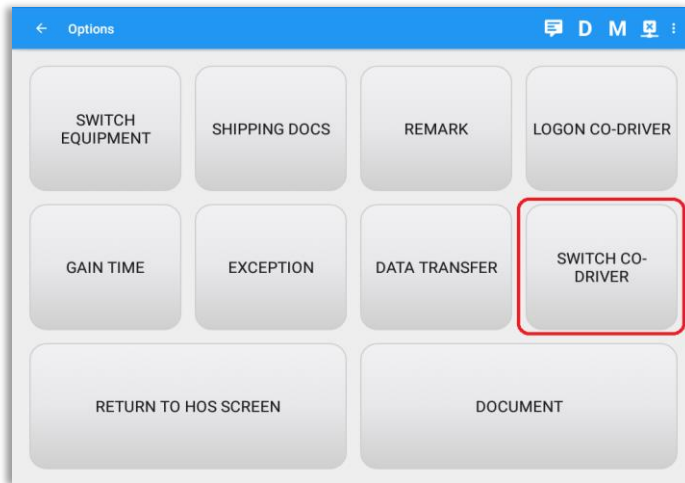 Options
D M
SWITCH
EQUIPMENT
SHIPPING DOCS
REMARK
LOGON CO-DRIVER
GAIN TIME
EXCEPTION
DATA TRANSFER
SWITCH CO-
DRIVER
RETURN TO HOS SCREEN
DOCUMENT